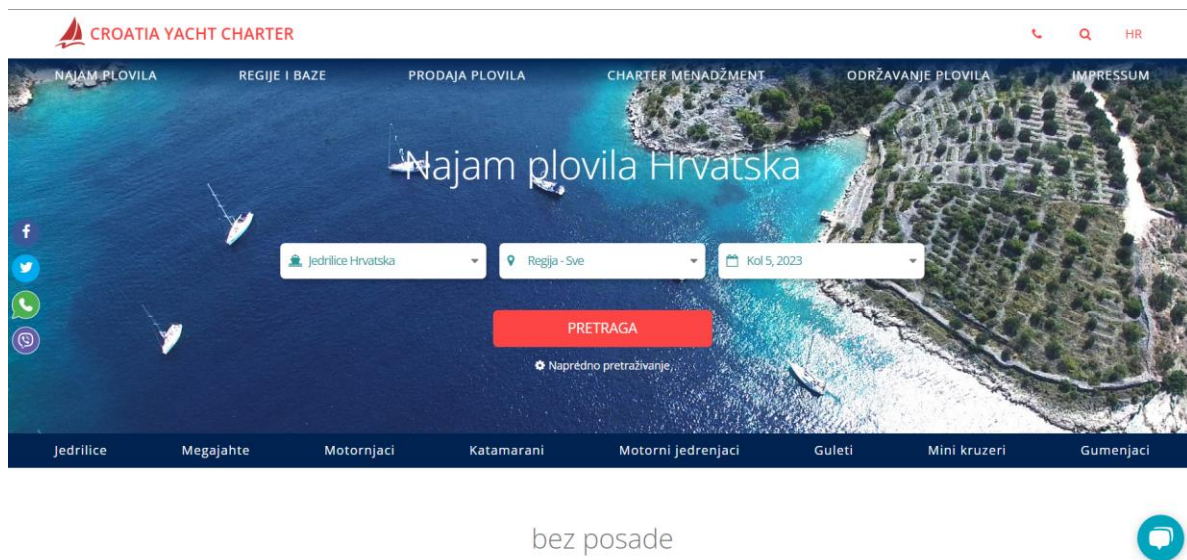 CROATIA YACHT CHARTER
HR
NAJAM PLOVILA REGIJE I BAZE PRODAJA PLOVILA CHARTER MENADŽMENT ODRŽAVANJE PLOVILA IMPRESSUM
Najam plovila Hrvatska
Jedrilice Hrvatska Regija - Sve Kol 5, 2023
PRETRAGA
Napredno pretraživanje
Jedrilice Megajahte Motornjaci Katamarani Motorni jedrenjaci Guleti Mini kruzeri Gumenjaci
bez posade